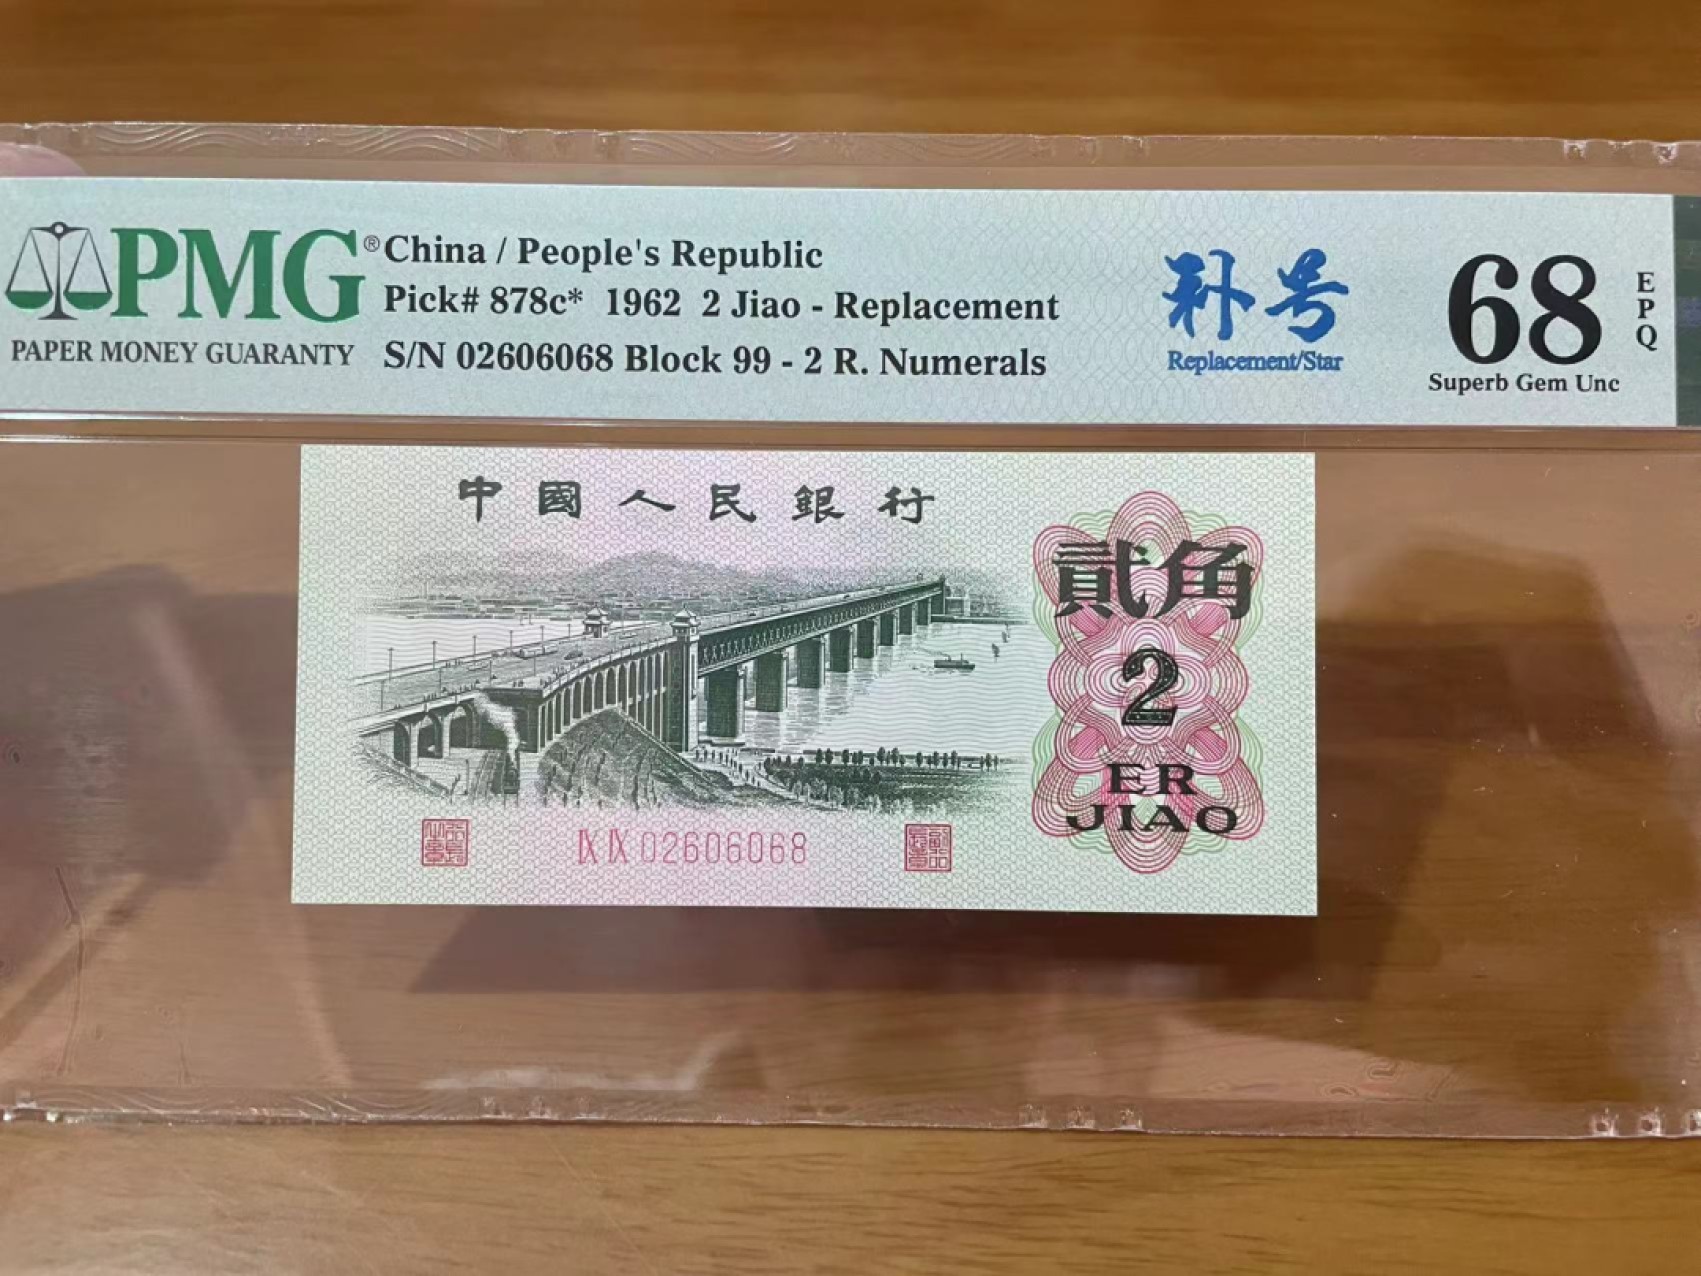 PMG®
PAPER MONEY GUARANTY
China / People's Republic
Pick# 878c* 1962 2 Jiao - Replacement
S/N 02606068 Block 99 - 2 R. Numerals
补号
Replacement/Star
68
EPQ
Superb Gem Unc
中國人民銀行
貳角
2
ER
JIAO
IX IX 02606068